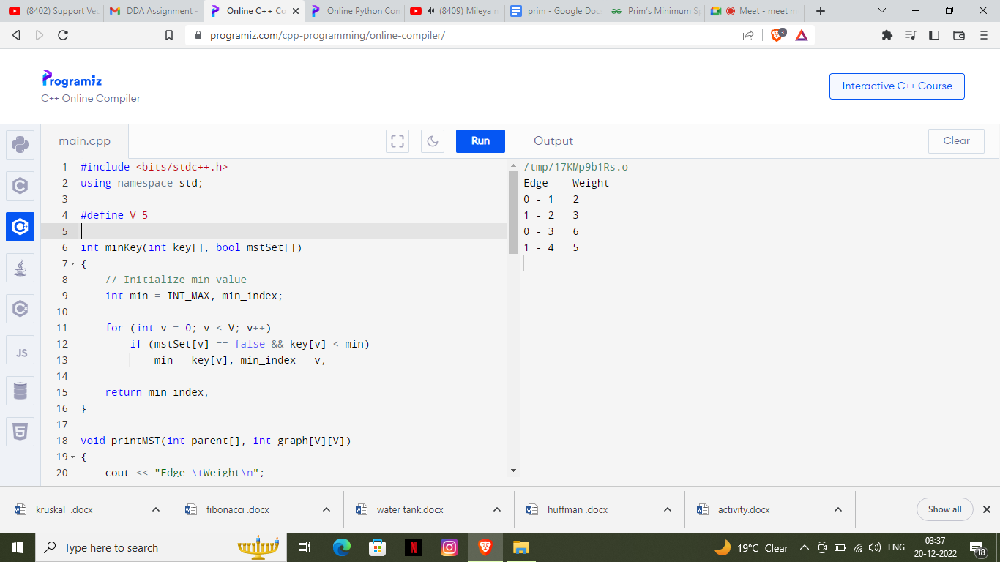 (8402) Support Vec
DDA Assignment -
Online C++ Co
Online Python Com
(8409) Mileya n
prim - Google Doc
Prim's Minimum Sp
Meet - meet m
programiz.com/cpp-programming/online-compiler/
3
Programiz
C++ Online Compiler
Interactive C++ Course
main.cpp
Run
Output
Clear
JS
1 #include <bits/stdc++.h>
2 using namespace std;
3
4 #define V 5
5
6 int minKey(int key[], bool mstSet[])
7 {
8 // Initialize min value
9 int min = INT_MAX, min_index;
10
11 for (int v = 0; v < V; v++)
12 if (mstSet[v] == false && key[v] < min)
13 min = key[v], min_index = v;
14
15 return min_index;
16 }
17
18 void printMST(int parent[], int graph[V][V])
19 {
20 cout << "Edge \tWeight\n";
/tmp/17KMp9b1Rs.o
Edge Weight
0 - 1 2
1 - 2 3
0 - 3 6
1 - 4 5
kruskal .docx
fibonacci .docx
water tank.docx
huffman .docx
activity.docx
Show all
Type here to search
19°C Clear
ENG
03:37
20-12-2022
18